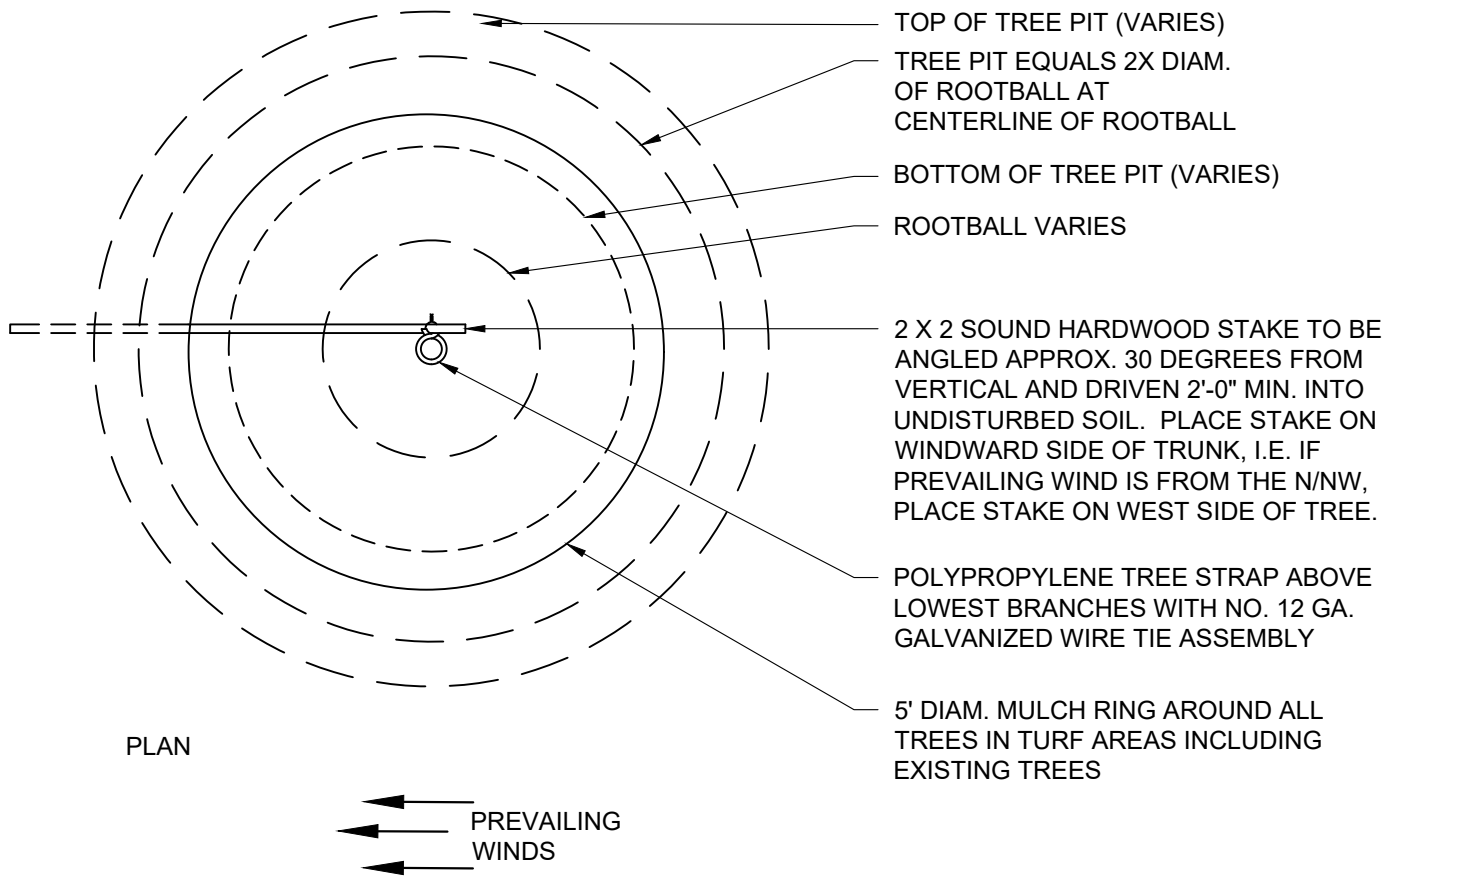 TOP OF TREE PIT (VARIES)
TREE PIT EQUALS 2X DIAM.
OF ROOTBALL AT
CENTERLINE OF ROOTBALL
BOTTOM OF TREE PIT (VARIES)
ROOTBALL VARIES
2 X 2 SOUND HARDWOOD STAKE TO BE
ANGLED APPROX. 30 DEGREES FROM
VERTICAL AND DRIVEN 2'-0" MIN. INTO
UNDISTURBED SOIL. PLACE STAKE ON
WINDWARD SIDE OF TRUNK, I.E. IF
PREVAILING WIND IS FROM THE N/NW,
PLACE STAKE ON WEST SIDE OF TREE.
POLYPROPYLENE TREE STRAP ABOVE
LOWEST BRANCHES WITH NO. 12 GA.
GALVANIZED WIRE TIE ASSEMBLY
5' DIAM. MULCH RING AROUND ALL
TREES IN TURF AREAS INCLUDING
EXISTING TREES
PLAN
PREVAILING
WINDS